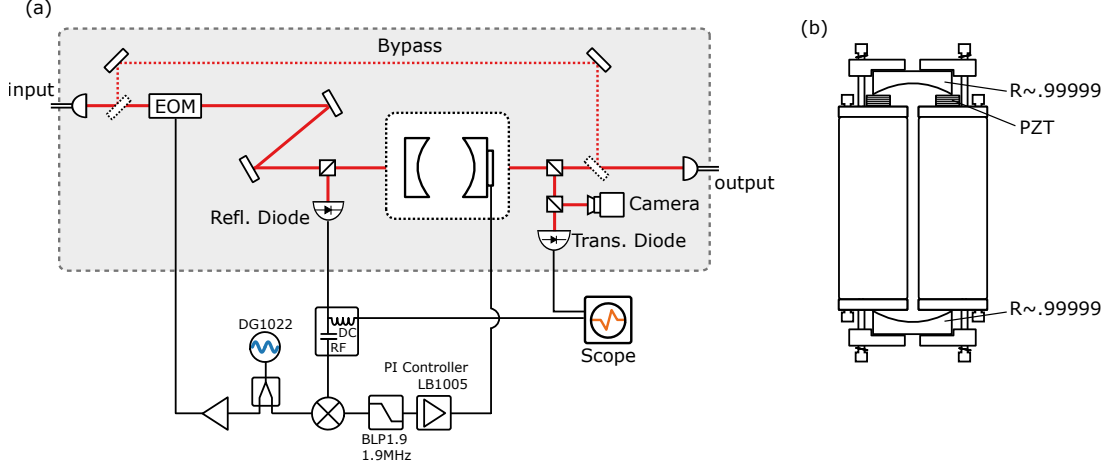 (a)
Bypass
input
EOM
output
Refl. Diode
Camera
Trans. Diode
DC
RF
DG1022
Scope
PI Controller
LB1005
BLP1.9
1.9MHz
(b)
R~.99999
PZT
R~.99999